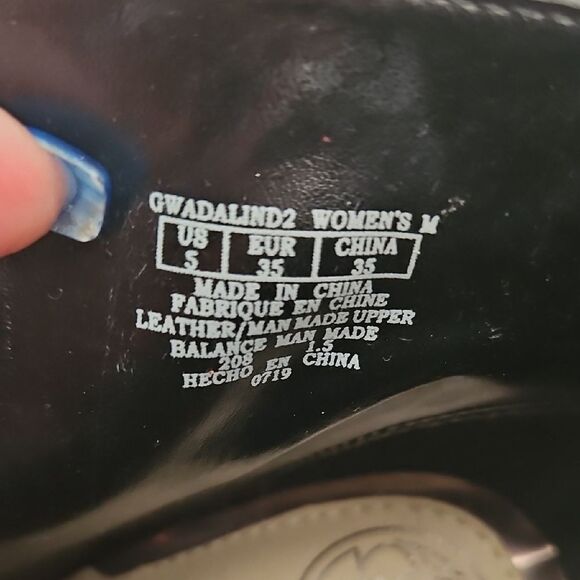 GWADALIND2 WOMEN'S M
US EUR CHINA
5 35 35
MADE IN CHINA
FABRIQUE EN CHINE
LEATHER/MAN MADE UPPER
BALANCE MAN MADE
208 1.5
HECHO EN CHINA
0719